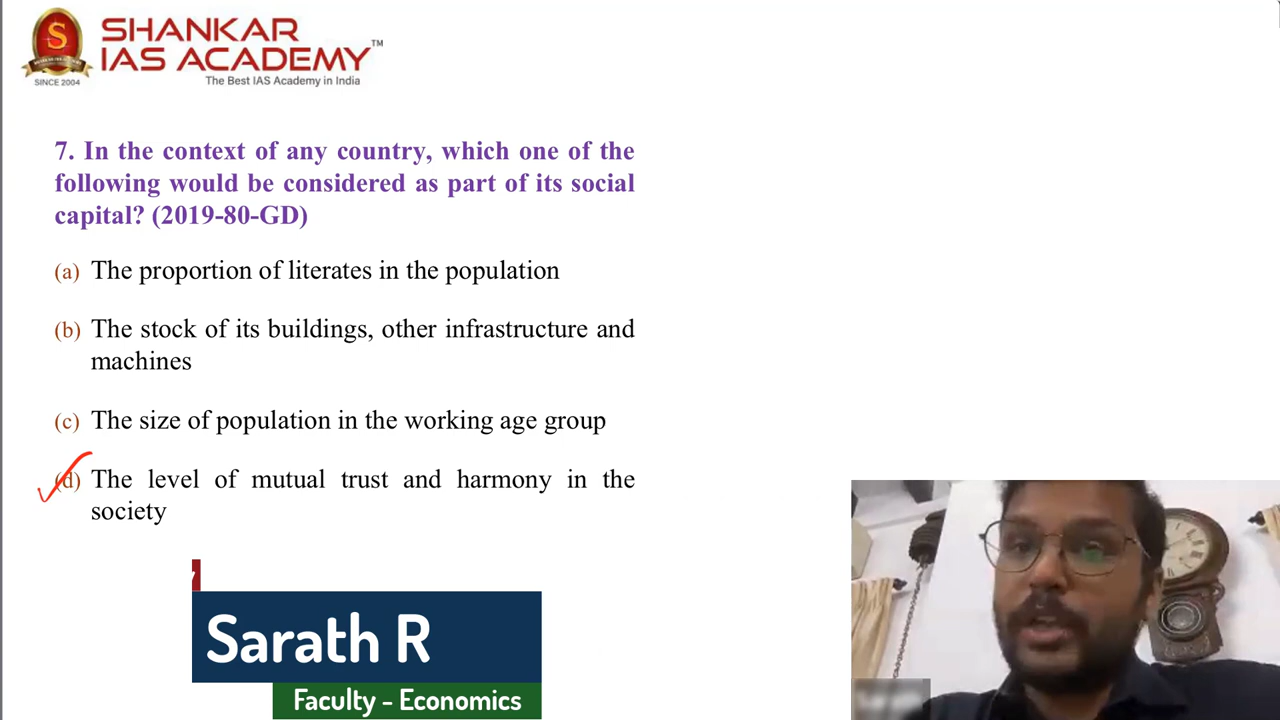 SHANKAR
IAS ACADEMY™
The Best IAS Academy in India
S
SINCE 2004
7. In the context of any country, which one of the
following would be considered as part of its social
capital? (2019-80-GD)
(a) The proportion of literates in the population
(b) The stock of its buildings, other infrastructure and
machines
(c) The size of population in the working age group
(d) The level of mutual trust and harmony in the
society
Sarath R
Faculty - Economics